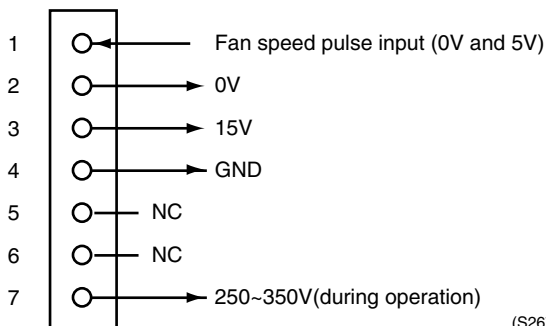 1 Fan speed pulse input (0V and 5V)
2 0V
3 15V
4 GND
5 NC
6 NC
7 250~350V(during operation)
(S26